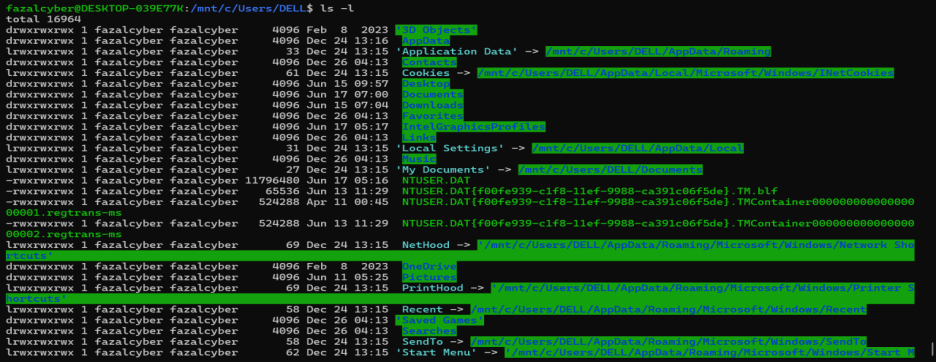 fazalcyber@DESKTOP-039E77K:/mnt/c/Users/DELL$ ls -l
total 16964
drwxrwxrwx 1 fazalcyber fazalcyber 4096 Feb 8 2023 '3D Objects'
drwxrwxrwx 1 fazalcyber fazalcyber 4096 Dec 24 13:16 AppData
lrwxrwxrwx 1 fazalcyber fazalcyber 33 Dec 24 13:15 'Application Data' -> /mnt/c/Users/DELL/AppData/Roaming
drwxrwxrwx 1 fazalcyber fazalcyber 4096 Dec 26 04:13 Contacts
lrwxrwxrwx 1 fazalcyber fazalcyber 61 Dec 24 13:15 Cookies -> /mnt/c/Users/DELL/AppData/Local/Microsoft/Windows/INetCookies
drwxrwxrwx 1 fazalcyber fazalcyber 4096 Jun 15 09:57 Desktop
drwxrwxrwx 1 fazalcyber fazalcyber 4096 Jun 17 07:00 Documents
drwxrwxrwx 1 fazalcyber fazalcyber 4096 Jun 15 07:04 Downloads
drwxrwxrwx 1 fazalcyber fazalcyber 4096 Dec 26 04:13 Favorites
drwxrwxrwx 1 fazalcyber fazalcyber 4096 Jun 17 05:17 IntelGraphicsProfiles
drwxrwxrwx 1 fazalcyber fazalcyber 4096 Dec 26 04:13 Links
lrwxrwxrwx 1 fazalcyber fazalcyber 31 Dec 24 13:15 'Local Settings' -> /mnt/c/Users/DELL/AppData/Local
drwxrwxrwx 1 fazalcyber fazalcyber 4096 Dec 26 04:13 Music
lrwxrwxrwx 1 fazalcyber fazalcyber 27 Dec 24 13:15 'My Documents' -> /mnt/c/Users/DELL/Documents
-rwxrwxrwx 1 fazalcyber fazalcyber 11796480 Jun 17 05:16 NTUSER.DAT
-rwxrwxrwx 1 fazalcyber fazalcyber 65536 Jun 13 11:29 NTUSER.DAT{f00fe939-c1f8-11ef-9988-ca391c06f5de}.TM.blf
-rwxrwxrwx 1 fazalcyber fazalcyber 524288 Apr 11 00:45 NTUSER.DAT{f00fe939-c1f8-11ef-9988-ca391c06f5de}.TMContainer000000000000000
00001.regtrans-ms
-rwxrwxrwx 1 fazalcyber fazalcyber 524288 Jun 13 11:29 NTUSER.DAT{f00fe939-c1f8-11ef-9988-ca391c06f5de}.TMContainer000000000000000
00002.regtrans-ms
lrwxrwxrwx 1 fazalcyber fazalcyber 69 Dec 24 13:15 NetHood -> '/mnt/c/Users/DELL/AppData/Roaming/Microsoft/Windows/Network Sho
rtcuts'
drwxrwxrwx 1 fazalcyber fazalcyber 4096 Feb 8 2023 OneDrive
drwxrwxrwx 1 fazalcyber fazalcyber 4096 Jun 11 05:25 Pictures
lrwxrwxrwx 1 fazalcyber fazalcyber 69 Dec 24 13:15 PrintHood -> '/mnt/c/Users/DELL/AppData/Roaming/Microsoft/Windows/Printer S
hortcuts'
lrwxrwxrwx 1 fazalcyber fazalcyber 58 Dec 24 13:15 Recent -> /mnt/c/Users/DELL/AppData/Roaming/Microsoft/Windows/Recent
drwxrwxrwx 1 fazalcyber fazalcyber 4096 Dec 26 04:13 'Saved Games'
drwxrwxrwx 1 fazalcyber fazalcyber 4096 Dec 26 04:13 Searches
lrwxrwxrwx 1 fazalcyber fazalcyber 58 Dec 24 13:15 SendTo -> /mnt/c/Users/DELL/AppData/Roaming/Microsoft/Windows/SendTo
lrwxrwxrwx 1 fazalcyber fazalcyber 62 Dec 24 13:15 'Start Menu' -> '/mnt/c/Users/DELL/AppData/Roaming/Microsoft/Windows/Start M